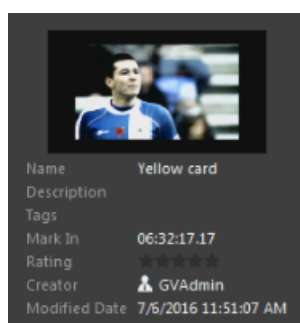 Name Yellow card
Description
Tags
Mark In 06:32:17.17
Rating
Creator GVAdmin
Modified Date 7/6/2016 11:51:07 AM